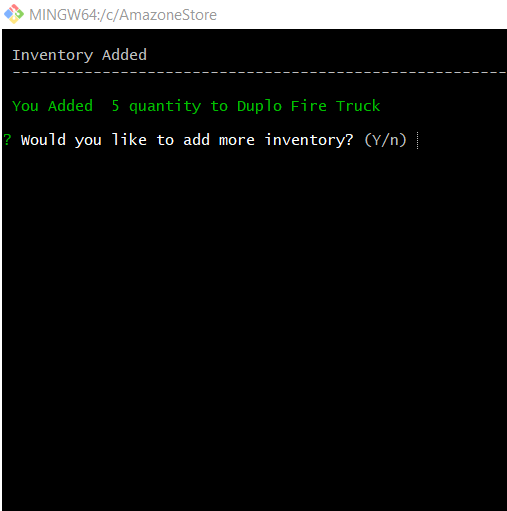 MINGW64:/c/AmazoneStore
Inventory Added
-------------------------------------------------------
You Added  5 quantity to Duplo Fire Truck
? Would you like to add more inventory? (Y/n)